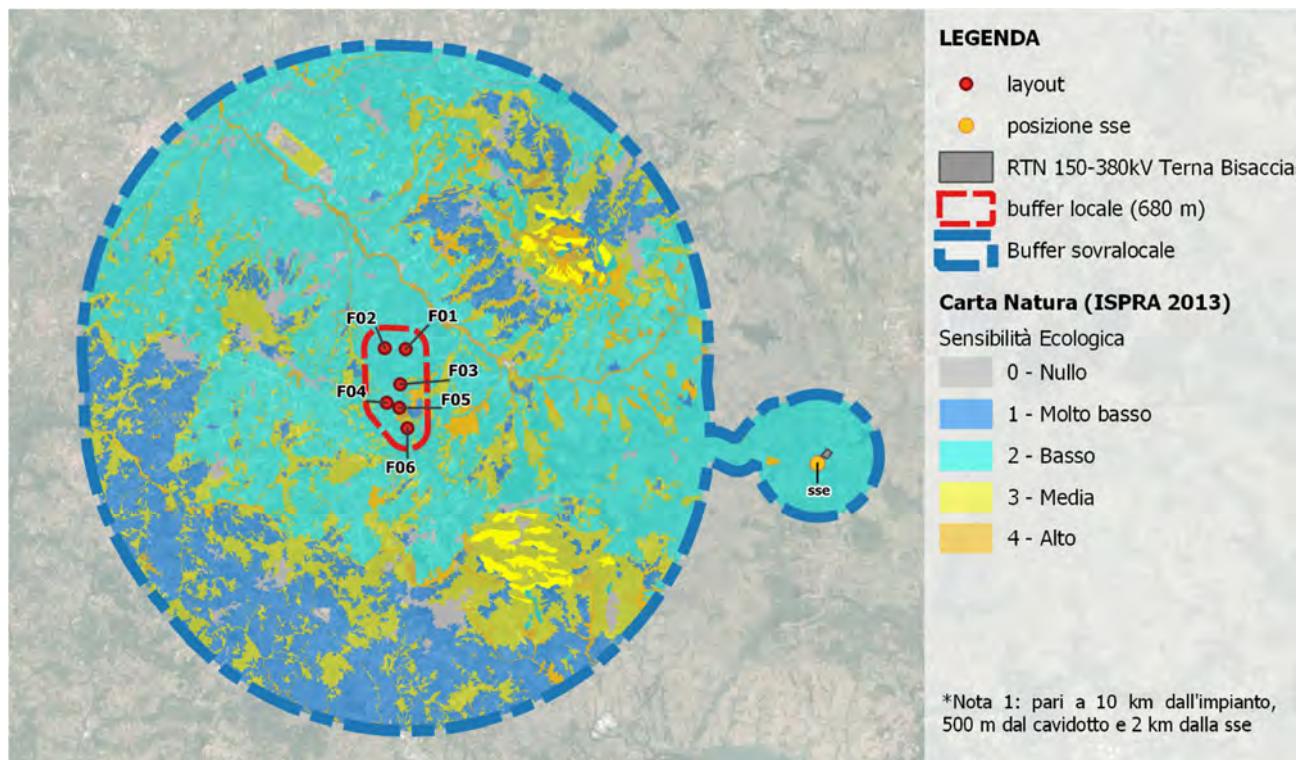 LEGENDA
layout
posizione sse
RTN 150-380kV Terna Bisaccia
buffer locale (680 m)
Buffer sovralocale
Carta Natura (ISPRA 2013)
Sensibilità Ecologica
0 - Nullo
1 - Molto basso
2 - Basso
3 - Media
4 - Alto
*Nota 1: pari a 10 km dall'impianto,
500 m dal cavidotto e 2 km dalla sse
F02
F01
F03
F04
F05
F06
sse